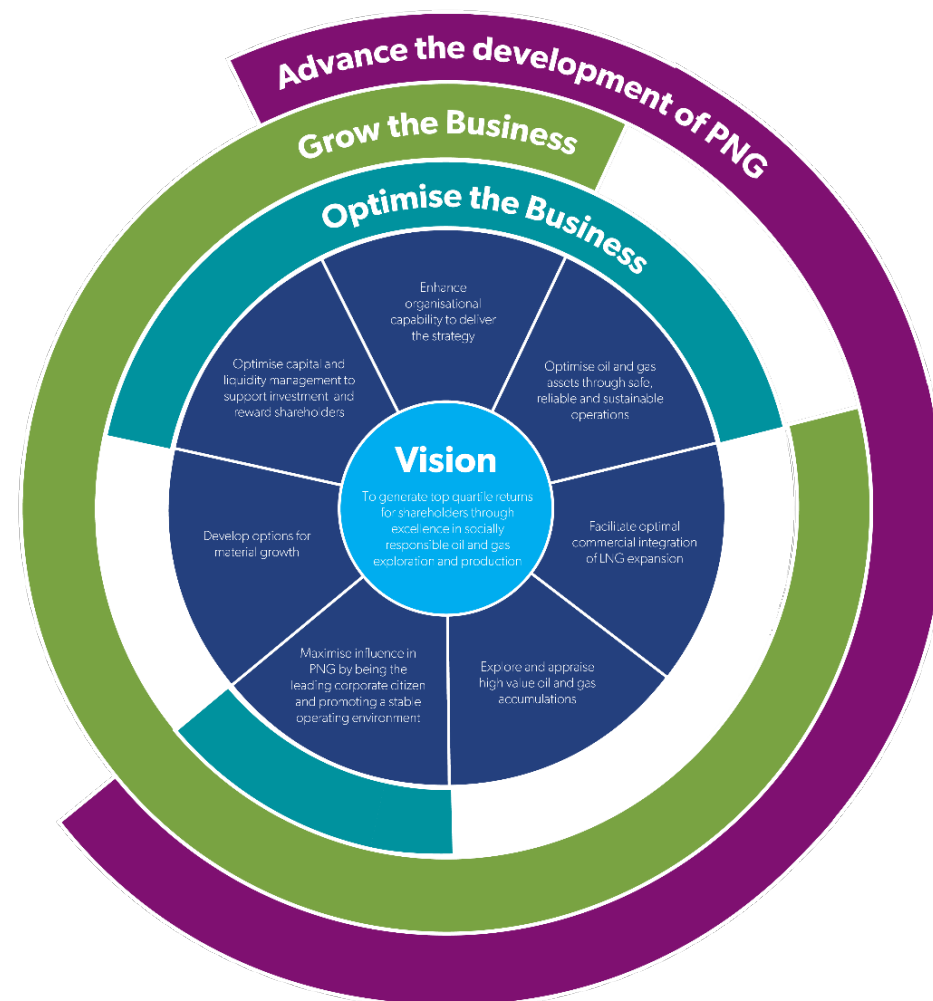 Advance the development of PNG
Grow the Business
Optimise the Business
Enhance
organisational
capability to deliver
the strategy
Optimise oil and gas
assets through safe,
reliable and sustainable
operations
Facilitate optimal
commercial integration
of LNG expansion
Explore and appraise
high value oil and gas
accumulations
Maximise influence in
PNG by being the
leading corporate citizen
and promoting a stable
operating environment
Develop options for
material growth
Optimise capital and
liquidity management to
support investment and
reward shareholders
Vision
To generate top quartile returns
for shareholders through
excellence in socially
responsible oil and gas
exploration and production